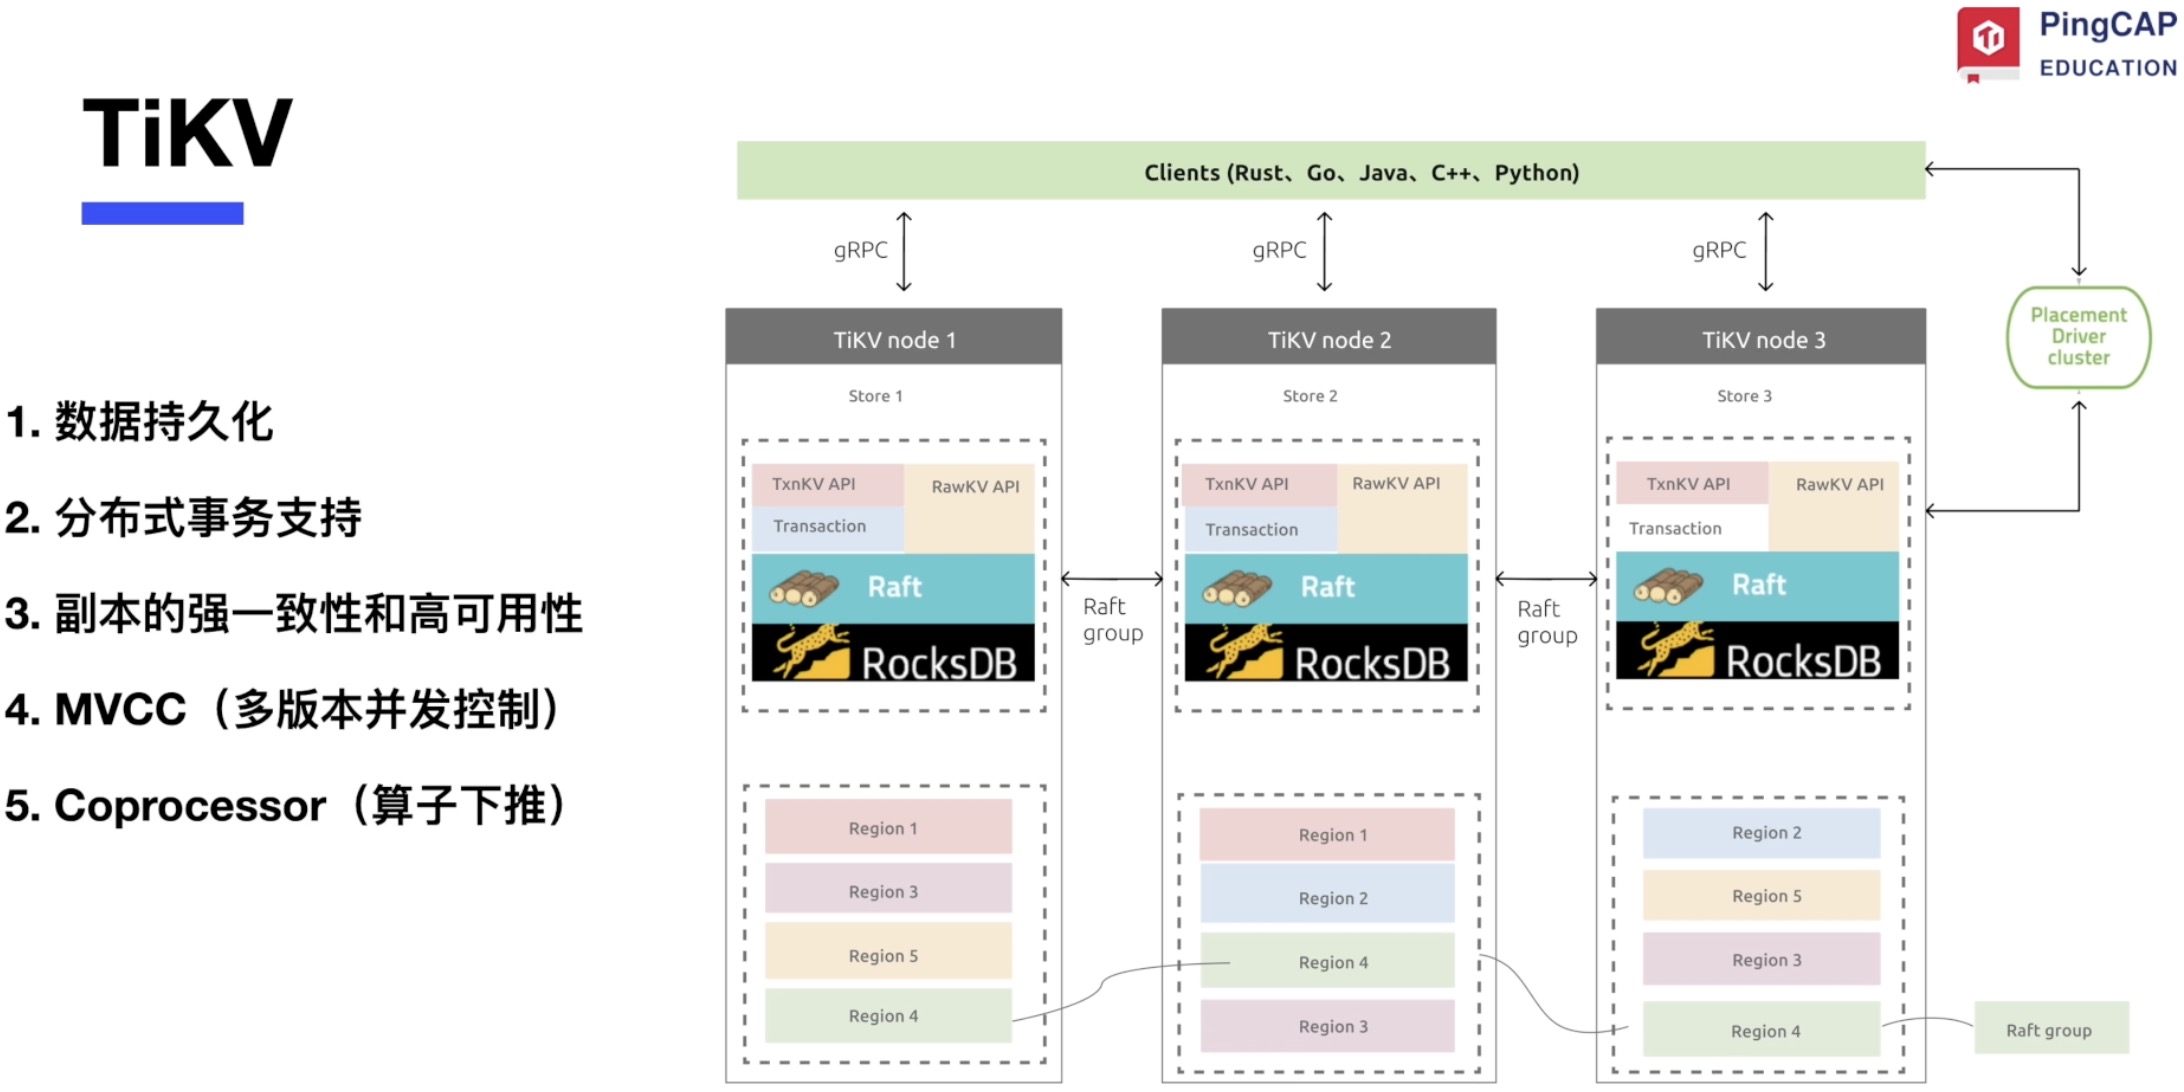 PingCAP
EDUCATION
TiKV
1. 数据持久化
2. 分布式事务支持
3. 副本的强一致性和高可用性
4. MVCC（多版本并发控制）
5. Coprocessor（算子下推）
Clients (Rust、Go、Java、C++、Python)
gRPC
gRPC
gRPC
Placement
Driver
cluster
TiKV node 1
Store 1
TxnKV API
RawKV API
Transaction
Raft
RocksDB
Region 1
Region 3
Region 5
Region 4
Raft
group
TiKV node 2
Store 2
TxnKV API
RawKV API
Transaction
Raft
RocksDB
Region 1
Region 2
Region 4
Region 3
Raft
group
TiKV node 3
Store 3
TxnKV API
RawKV API
Transaction
Raft
RocksDB
Region 2
Region 5
Region 3
Region 4
Raft group